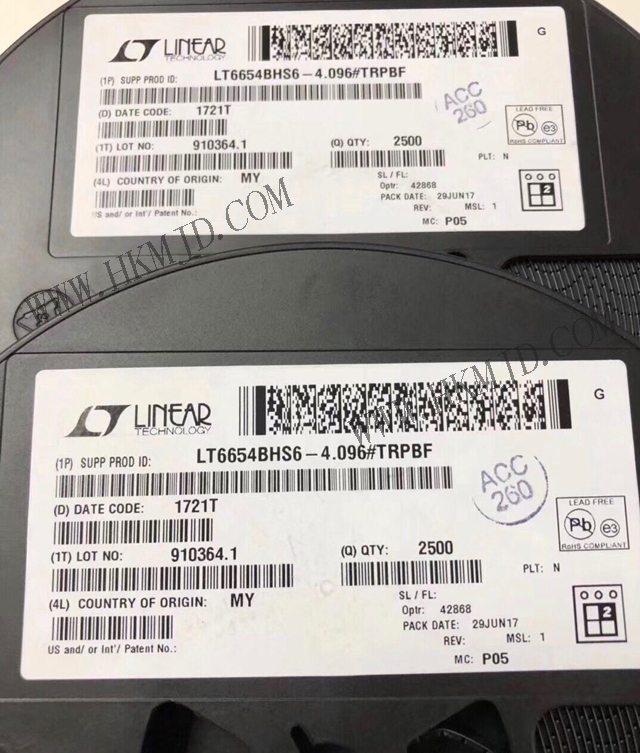 LINEAR
TECHNOLOGY
G
(1P) SUPP PROD ID: LT6654BHS6-4.096#TRPBF
(D) DATE CODE: 1721T
ACC
260
LEAD FREE
Pb e3
RoHS COMPLIANT
(1T) LOT NO: 910364.1 (Q) QTY: 2500
PLT: N
(4L) COUNTRY OF ORIGIN: MY
SL / FL:
Optr: 42868
PACK DATE: 29JUN17
REV: MSL: 1
MC: P05
2
US and/ or Int'/ Patent No.:
WWW.HKMJD.COM
LINEAR
TECHNOLOGY
G
(1P) SUPP PROD ID: LT6654BHS6-4.096#TRPBF
(D) DATE CODE: 1721T
ACC
260
LEAD FREE
Pb e3
RoHS COMPLIANT
(1T) LOT NO: 910364.1 (Q) QTY: 2500
PLT: N
(4L) COUNTRY OF ORIGIN: MY
SL / FL:
Optr: 42868
PACK DATE: 29JUN17
REV: MSL: 1
MC: P05
2
US and/ or Int'/ Patent No.:
WWW.HKMJD.COM